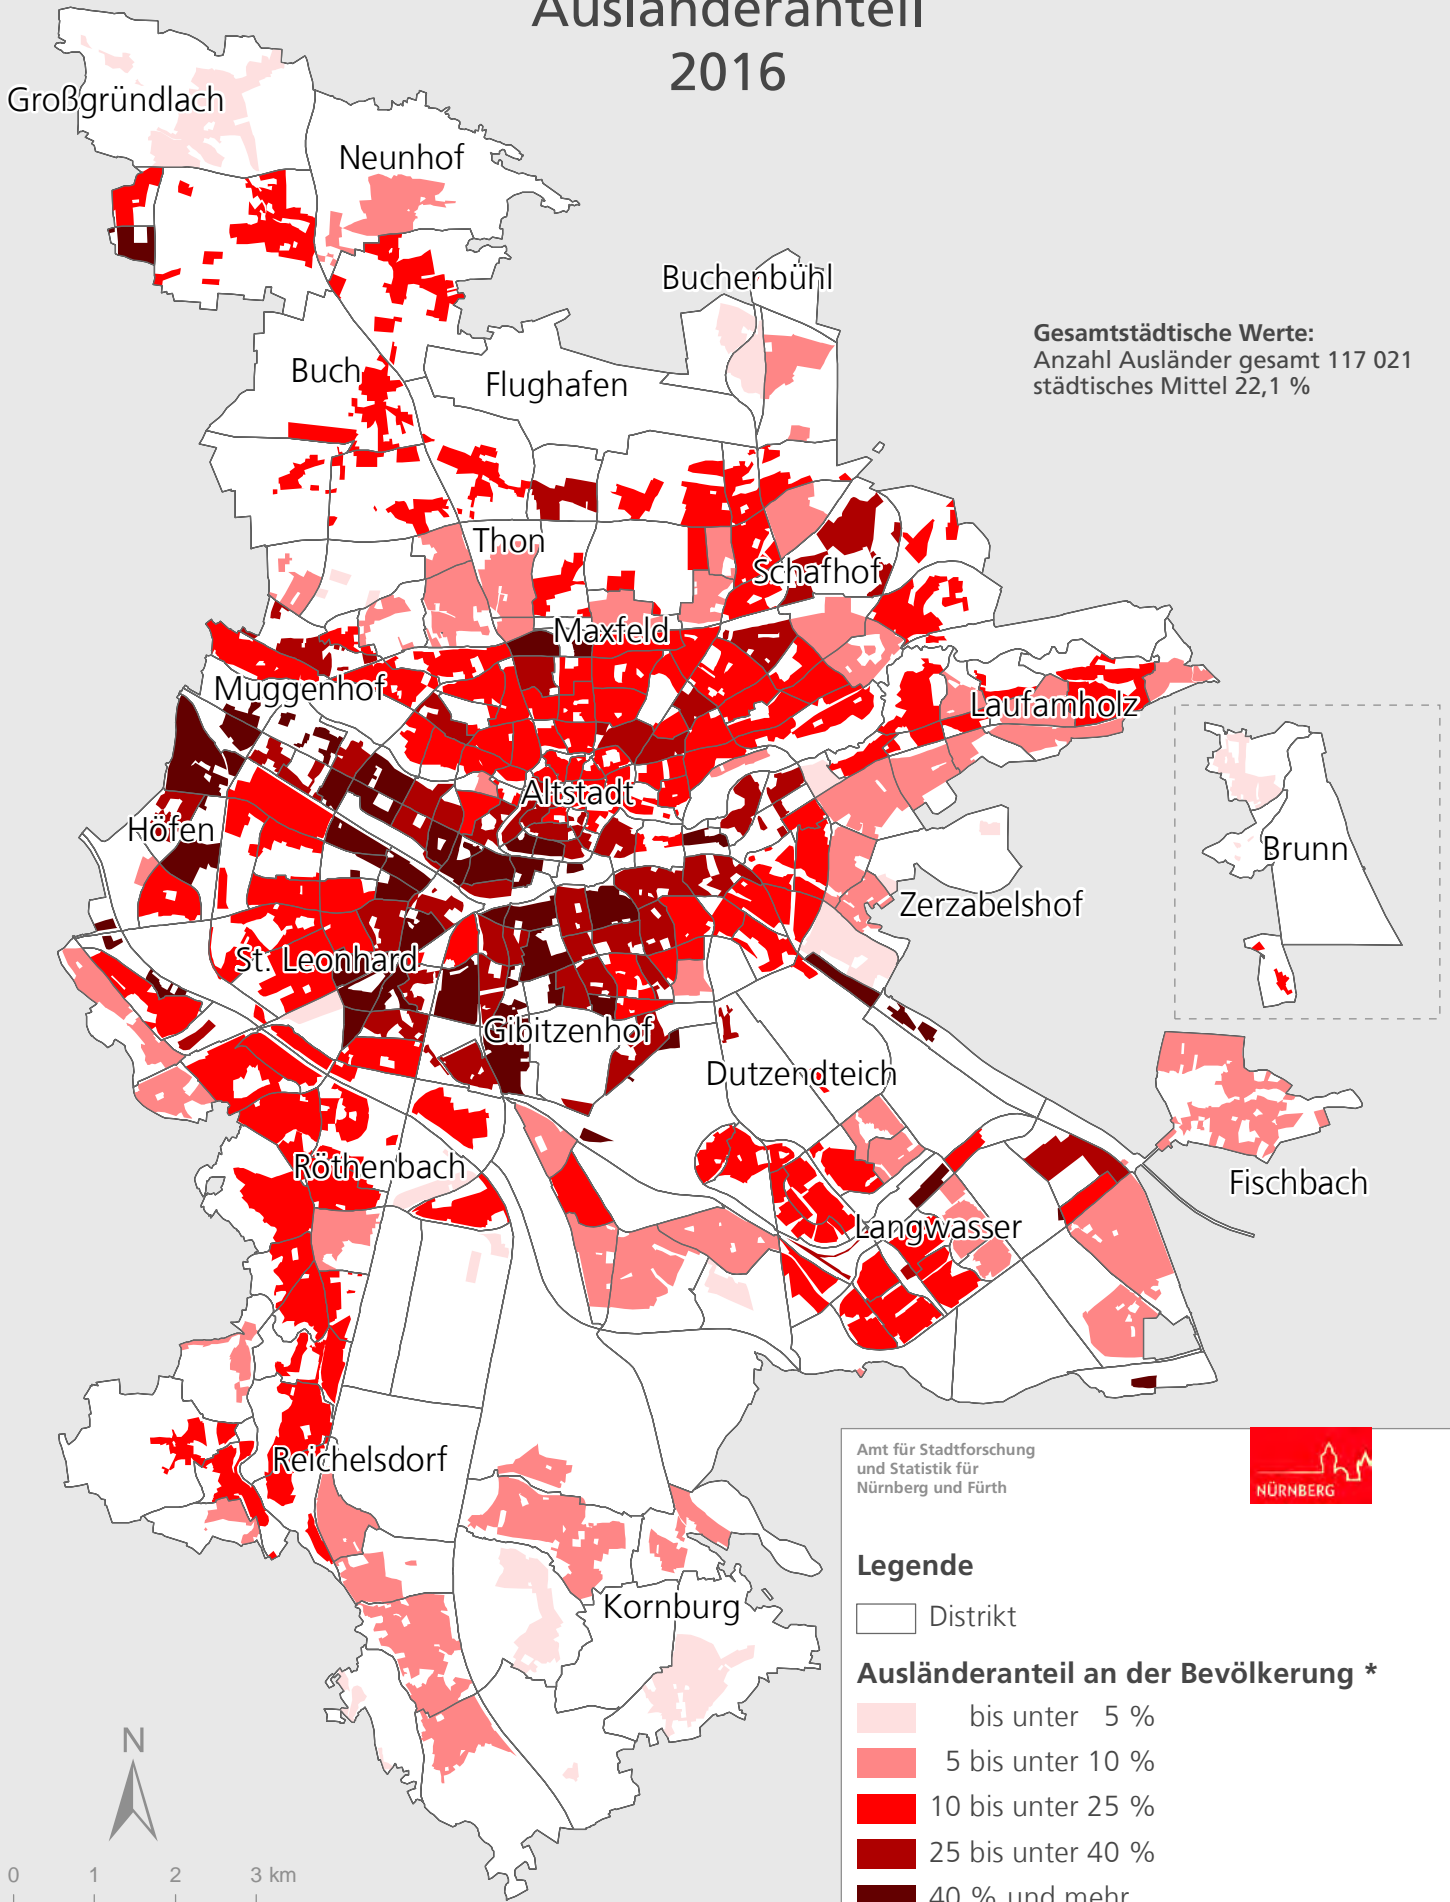 Ausländeranteil
2016
Großgründlach
Neunhof
Buchenbühl
Gesamtstädtische Werte:
Anzahl Ausländer gesamt 117 021
städtisches Mittel 22,1 %
Buch
Flughafen
Thon
Schafhof
Maxfeld
Muggenhof
Laufamholz
Altstadt
Höfen
Brunn
Zerzabelshof
St. Leonhard
Gibitzenhof
Dutzendteich
Röthenbach
Fischbach
Langwasser
Reichelsdorf
Kornburg
Amt für Stadtforschung
und Statistik für
Nürnberg und Fürth
NÜRNBERG
Legende
Distrikt
Ausländeranteil an der Bevölkerung *
bis unter 5 %
5 bis unter 10 %
10 bis unter 25 %
25 bis unter 40 %
40 % und mehr
N
0 1 2 3 km